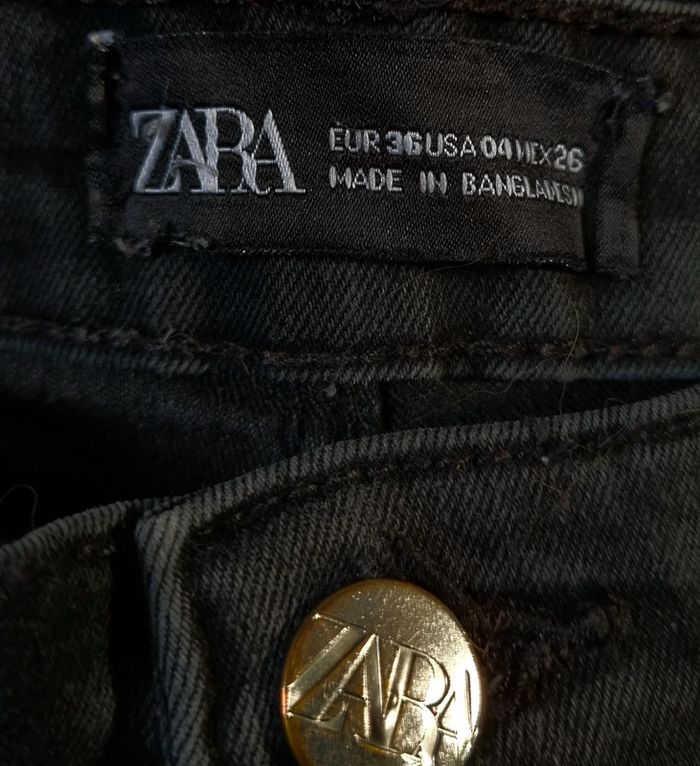 ZARA
EUR 36 USA 04 MEX 26
MADE IN BANGLADESH
ZARA